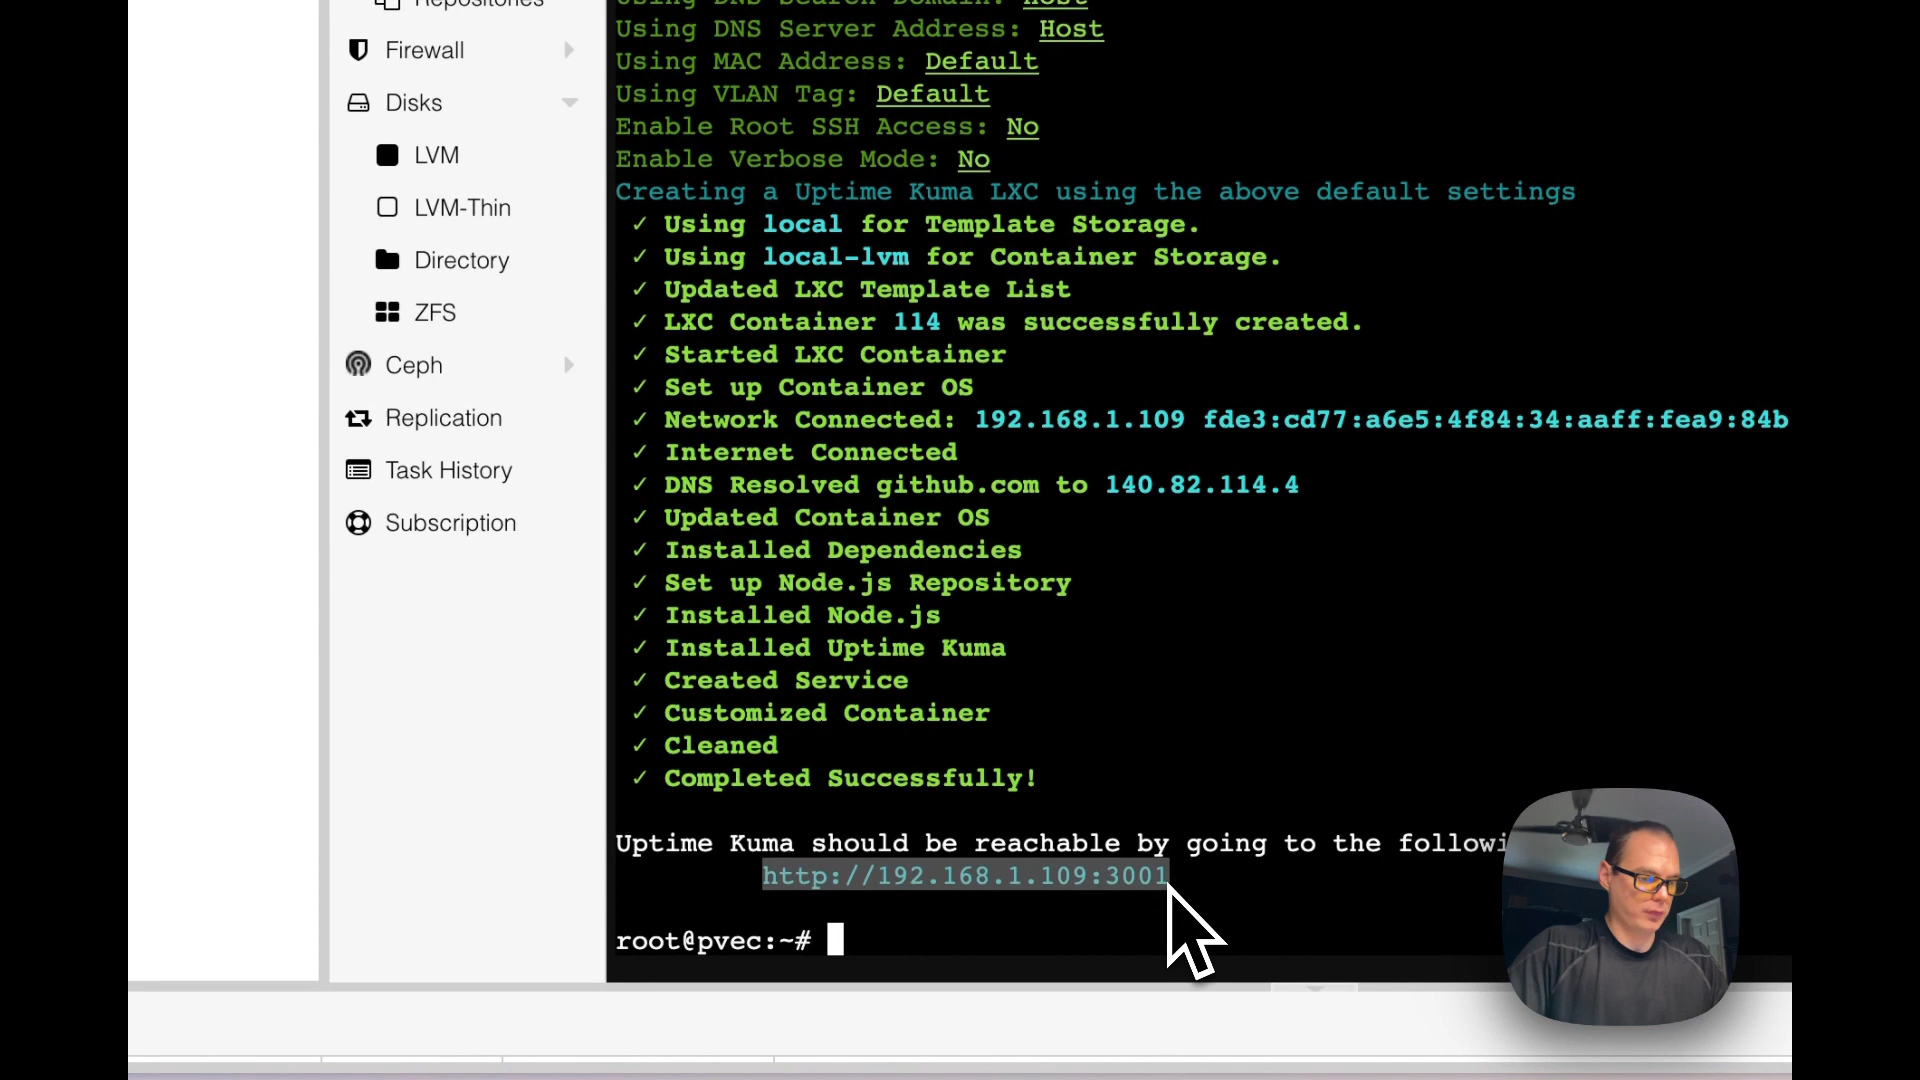 Repositories
Firewall
Disks
LVM
LVM-Thin
Directory
ZFS
Ceph
Replication
Task History
Subscription
Using DNS Search Domain: Host
Using DNS Server Address: Host
Using MAC Address: Default
Using VLAN Tag: Default
Enable Root SSH Access: No
Enable Verbose Mode: No
Creating a Uptime Kuma LXC using the above default settings
✓ Using local for Template Storage.
✓ Using local-lvm for Container Storage.
✓ Updated LXC Template List
✓ LXC Container 114 was successfully created.
✓ Started LXC Container
✓ Set up Container OS
✓ Network Connected: 192.168.1.109 fde3:cd77:a6e5:4f84:34:aaff:fea9:84b
✓ Internet Connected
✓ DNS Resolved github.com to 140.82.114.4
✓ Updated Container OS
✓ Installed Dependencies
✓ Set up Node.js Repository
✓ Installed Node.js
✓ Installed Uptime Kuma
✓ Created Service
✓ Customized Container
✓ Cleaned
✓ Completed Successfully!
Uptime Kuma should be reachable by going to the followi
http://192.168.1.109:3001
root@pvec:~#